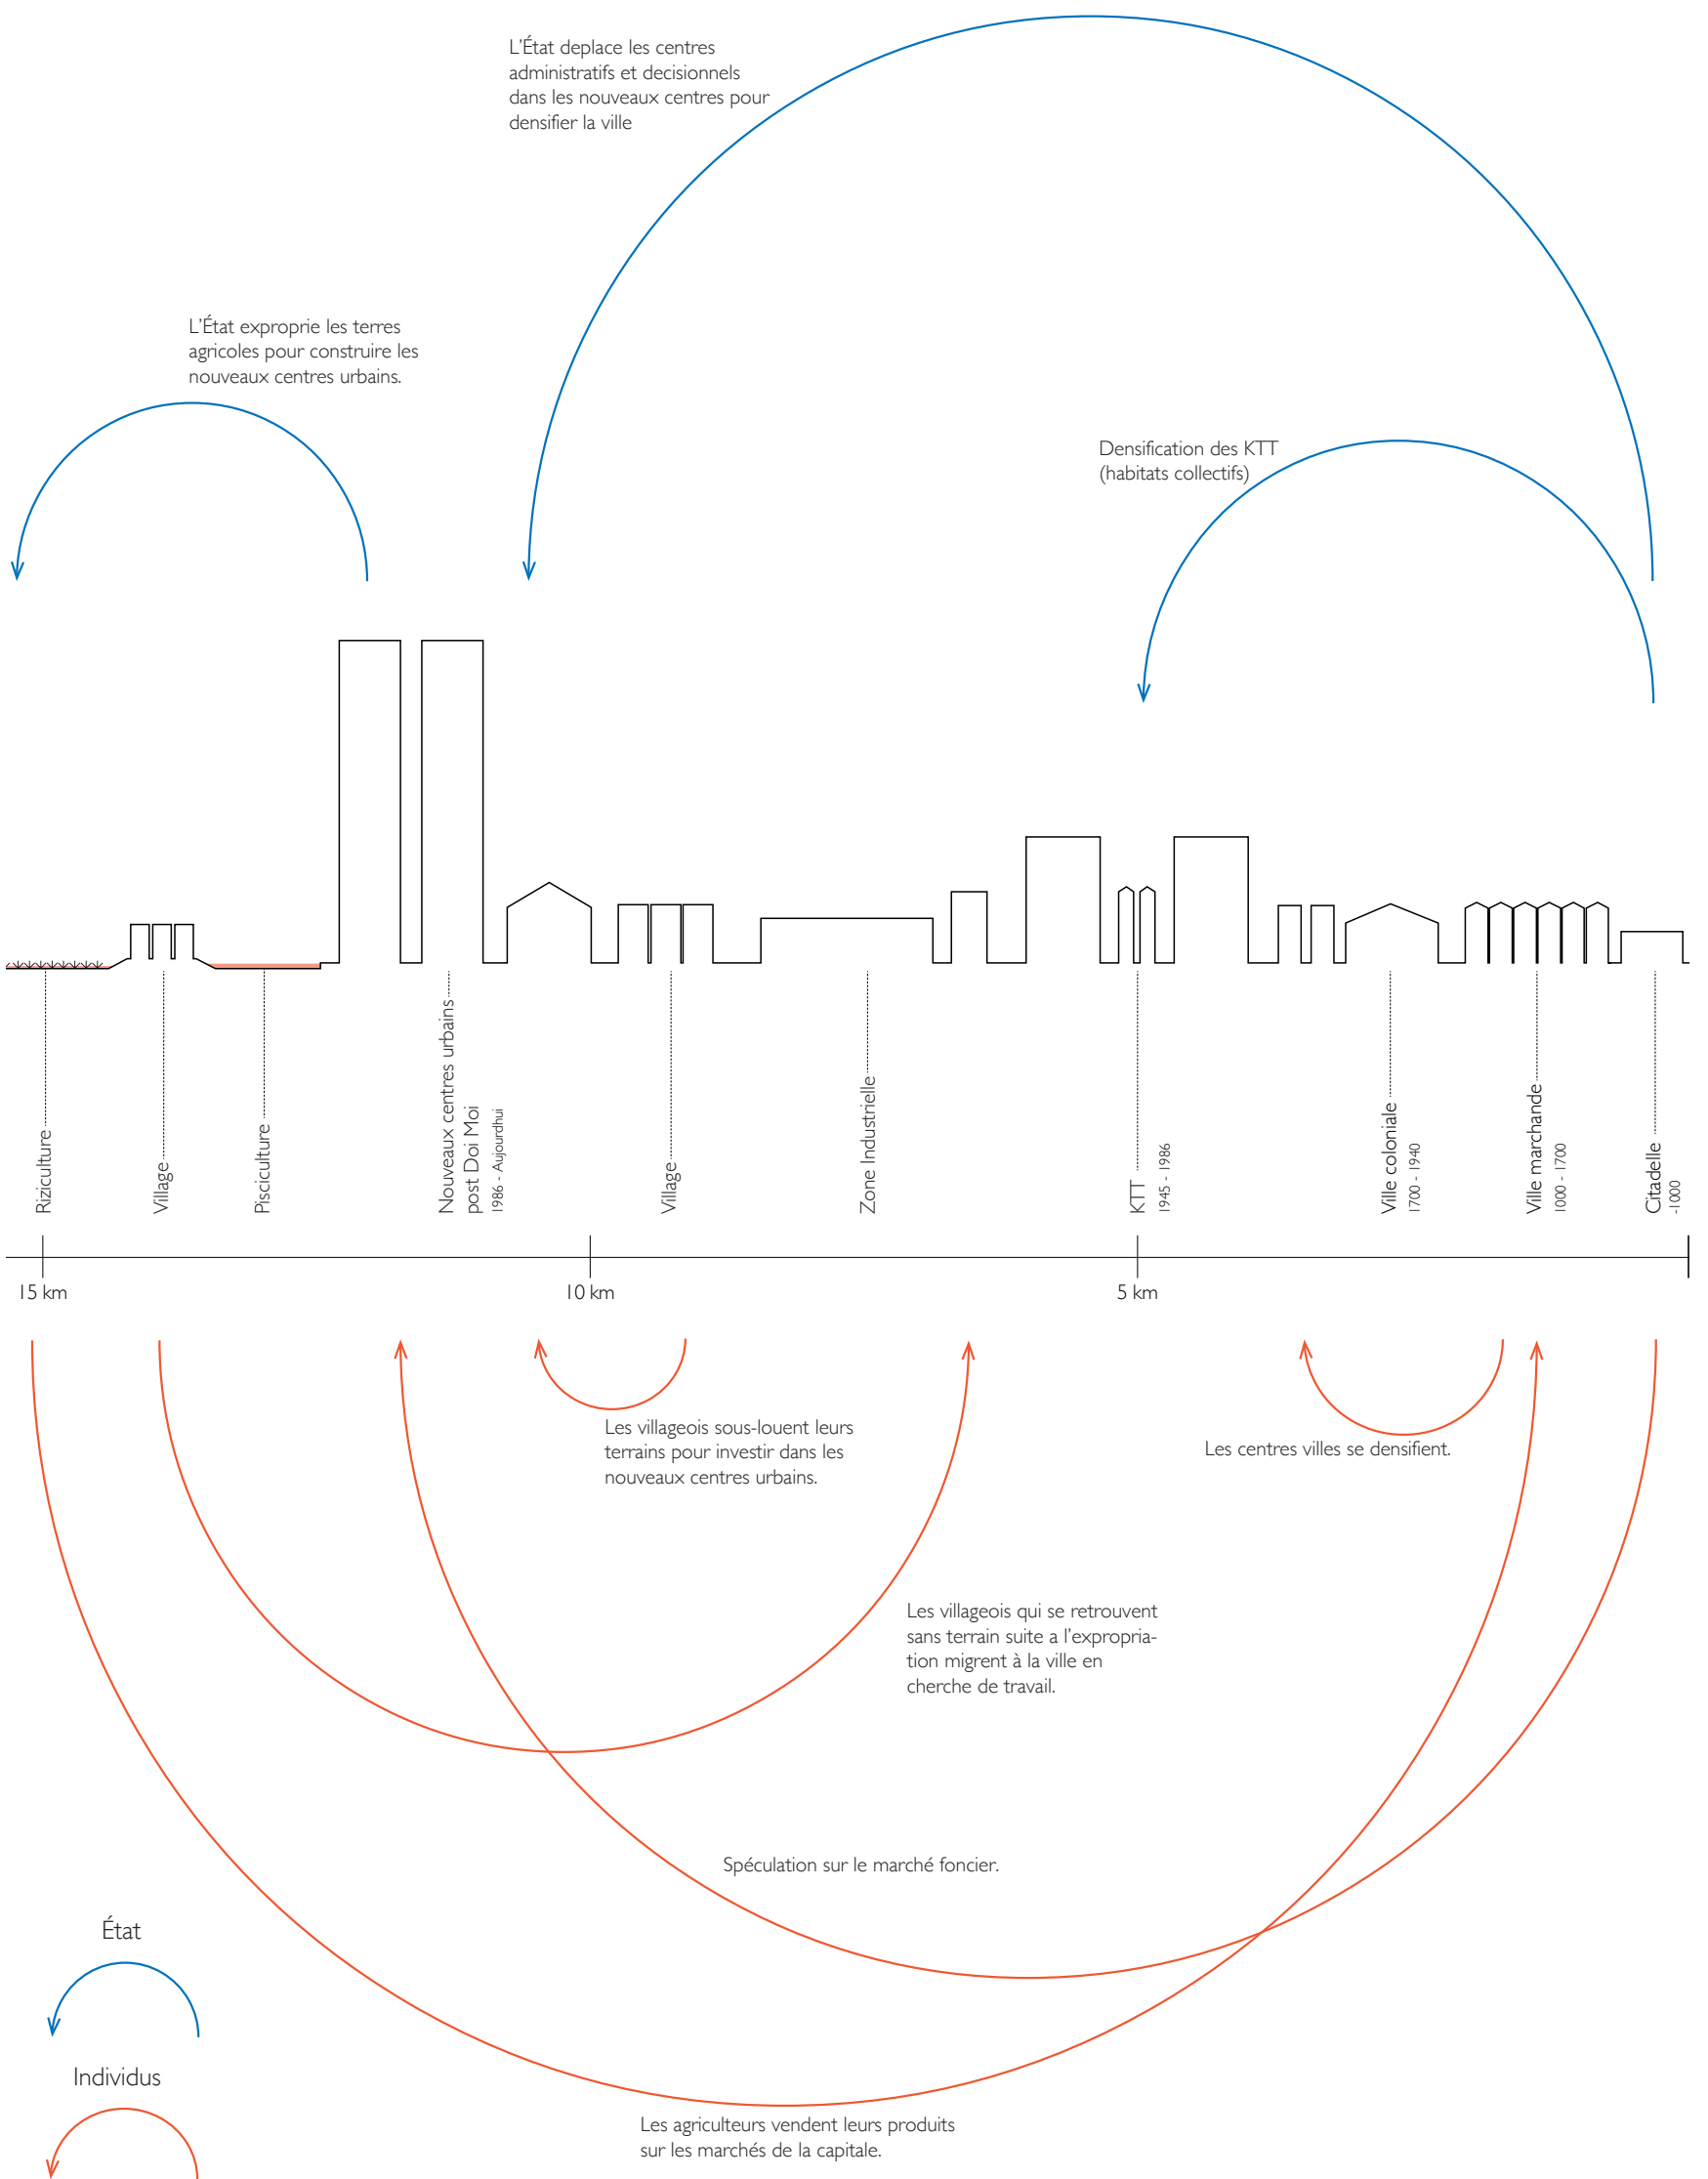 L'État deplace les centres
administratifs et decisionnels
dans les nouveaux centres pour
densifier la ville
L'État exproprie les terres
agricoles pour construire les
nouveaux centres urbains.
Densification des KTT
(habitats collectifs)
Riziculture
Village
Pisciculture
Nouveaux centres urbains
post Doi Moi
1986 - Aujourdhui
Village
Zone Industrielle
KTT
1945 - 1986
Ville coloniale
1700 - 1940
Ville marchande
1000 - 1700
Citadelle
-1000
15 km
10 km
5 km
Les villageois sous-louent leurs
terrains pour investir dans les
nouveaux centres urbains.
Les centres villes se densifient.
Les villageois qui se retrouvent
sans terrain suite a l'expropria-
tion migrent à la ville en
cherche de travail.
Spéculation sur le marché foncier.
État
Individus
Les agriculteurs vendent leurs produits
sur les marchés de la capitale.